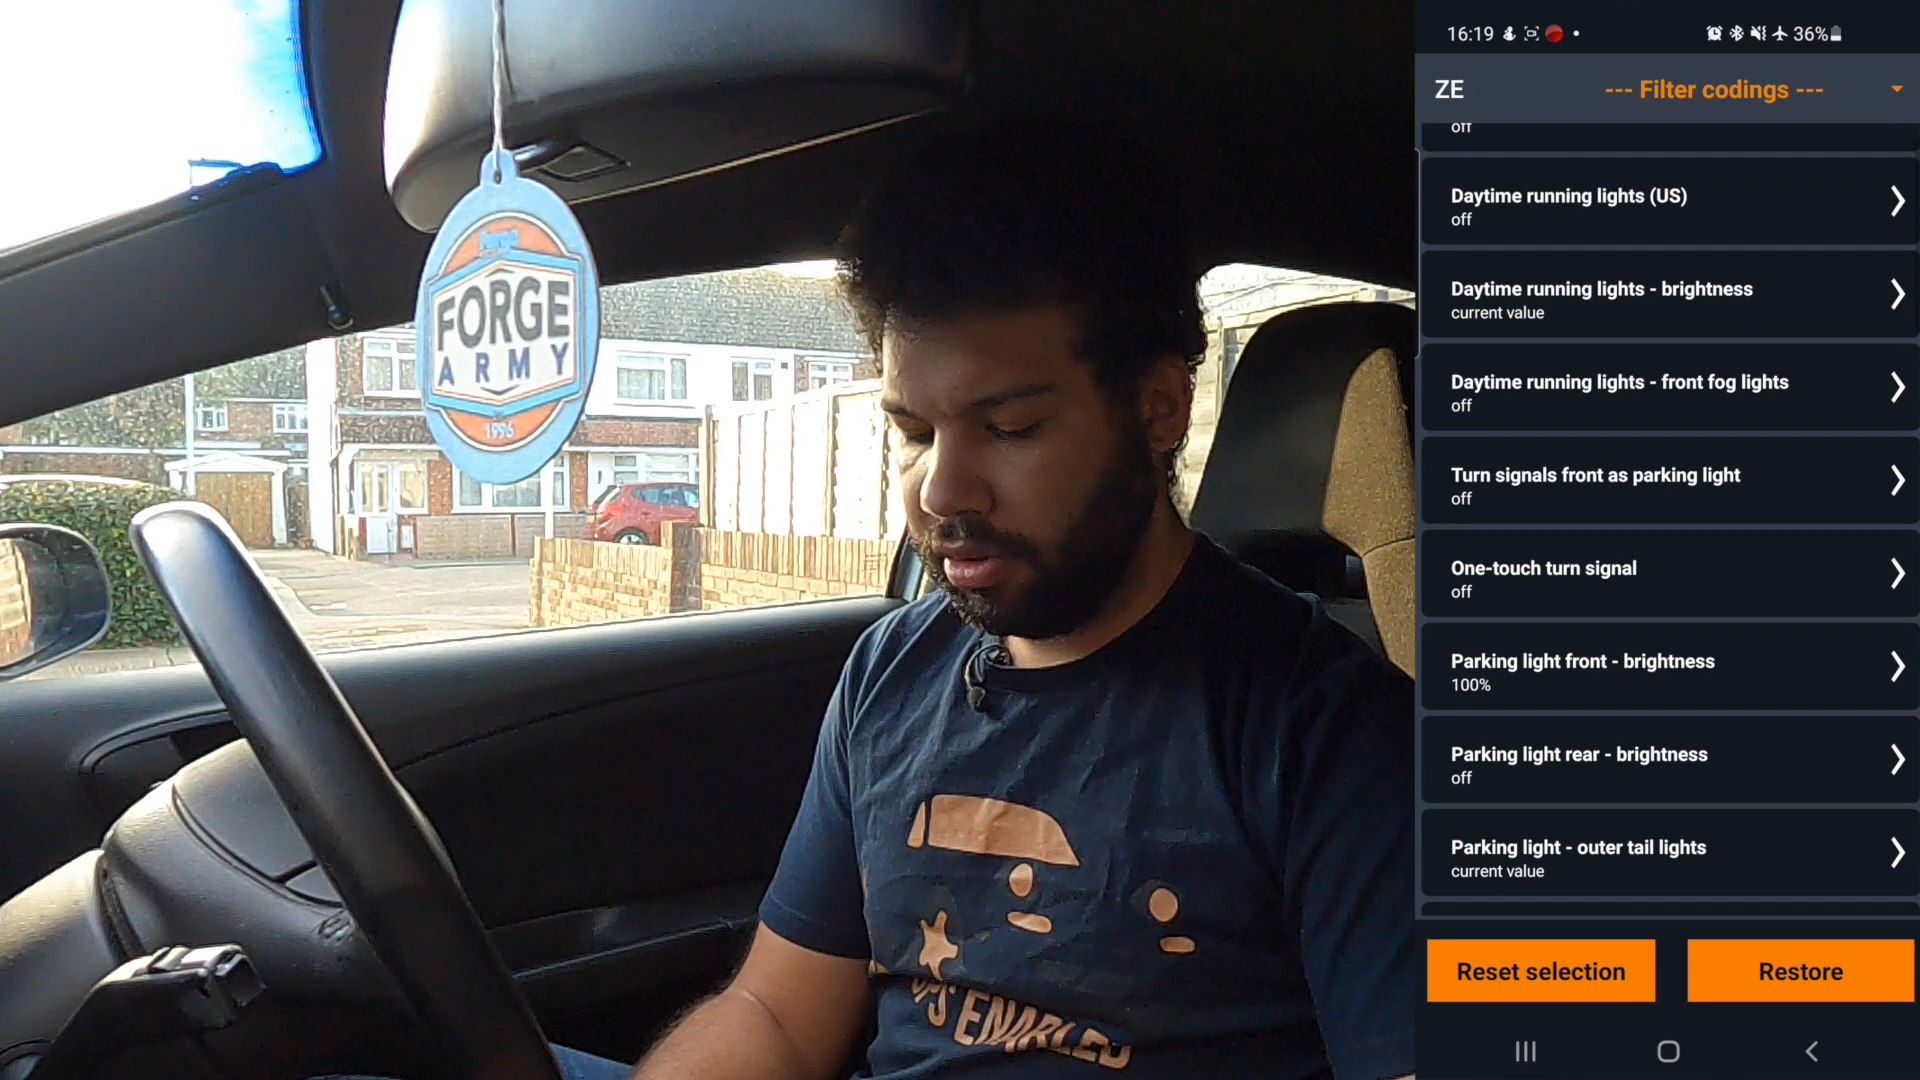 FORGE
ARMY
1996
ENABLED
16:19
36%
ZE
--- Filter codings ---
off
Daytime running lights (US)
off
Daytime running lights - brightness
current value
Daytime running lights - front fog lights
off
Turn signals front as parking light
off
One-touch turn signal
off
Parking light front - brightness
100%
Parking light rear - brightness
off
Parking light - outer tail lights
current value
Reset selection
Restore